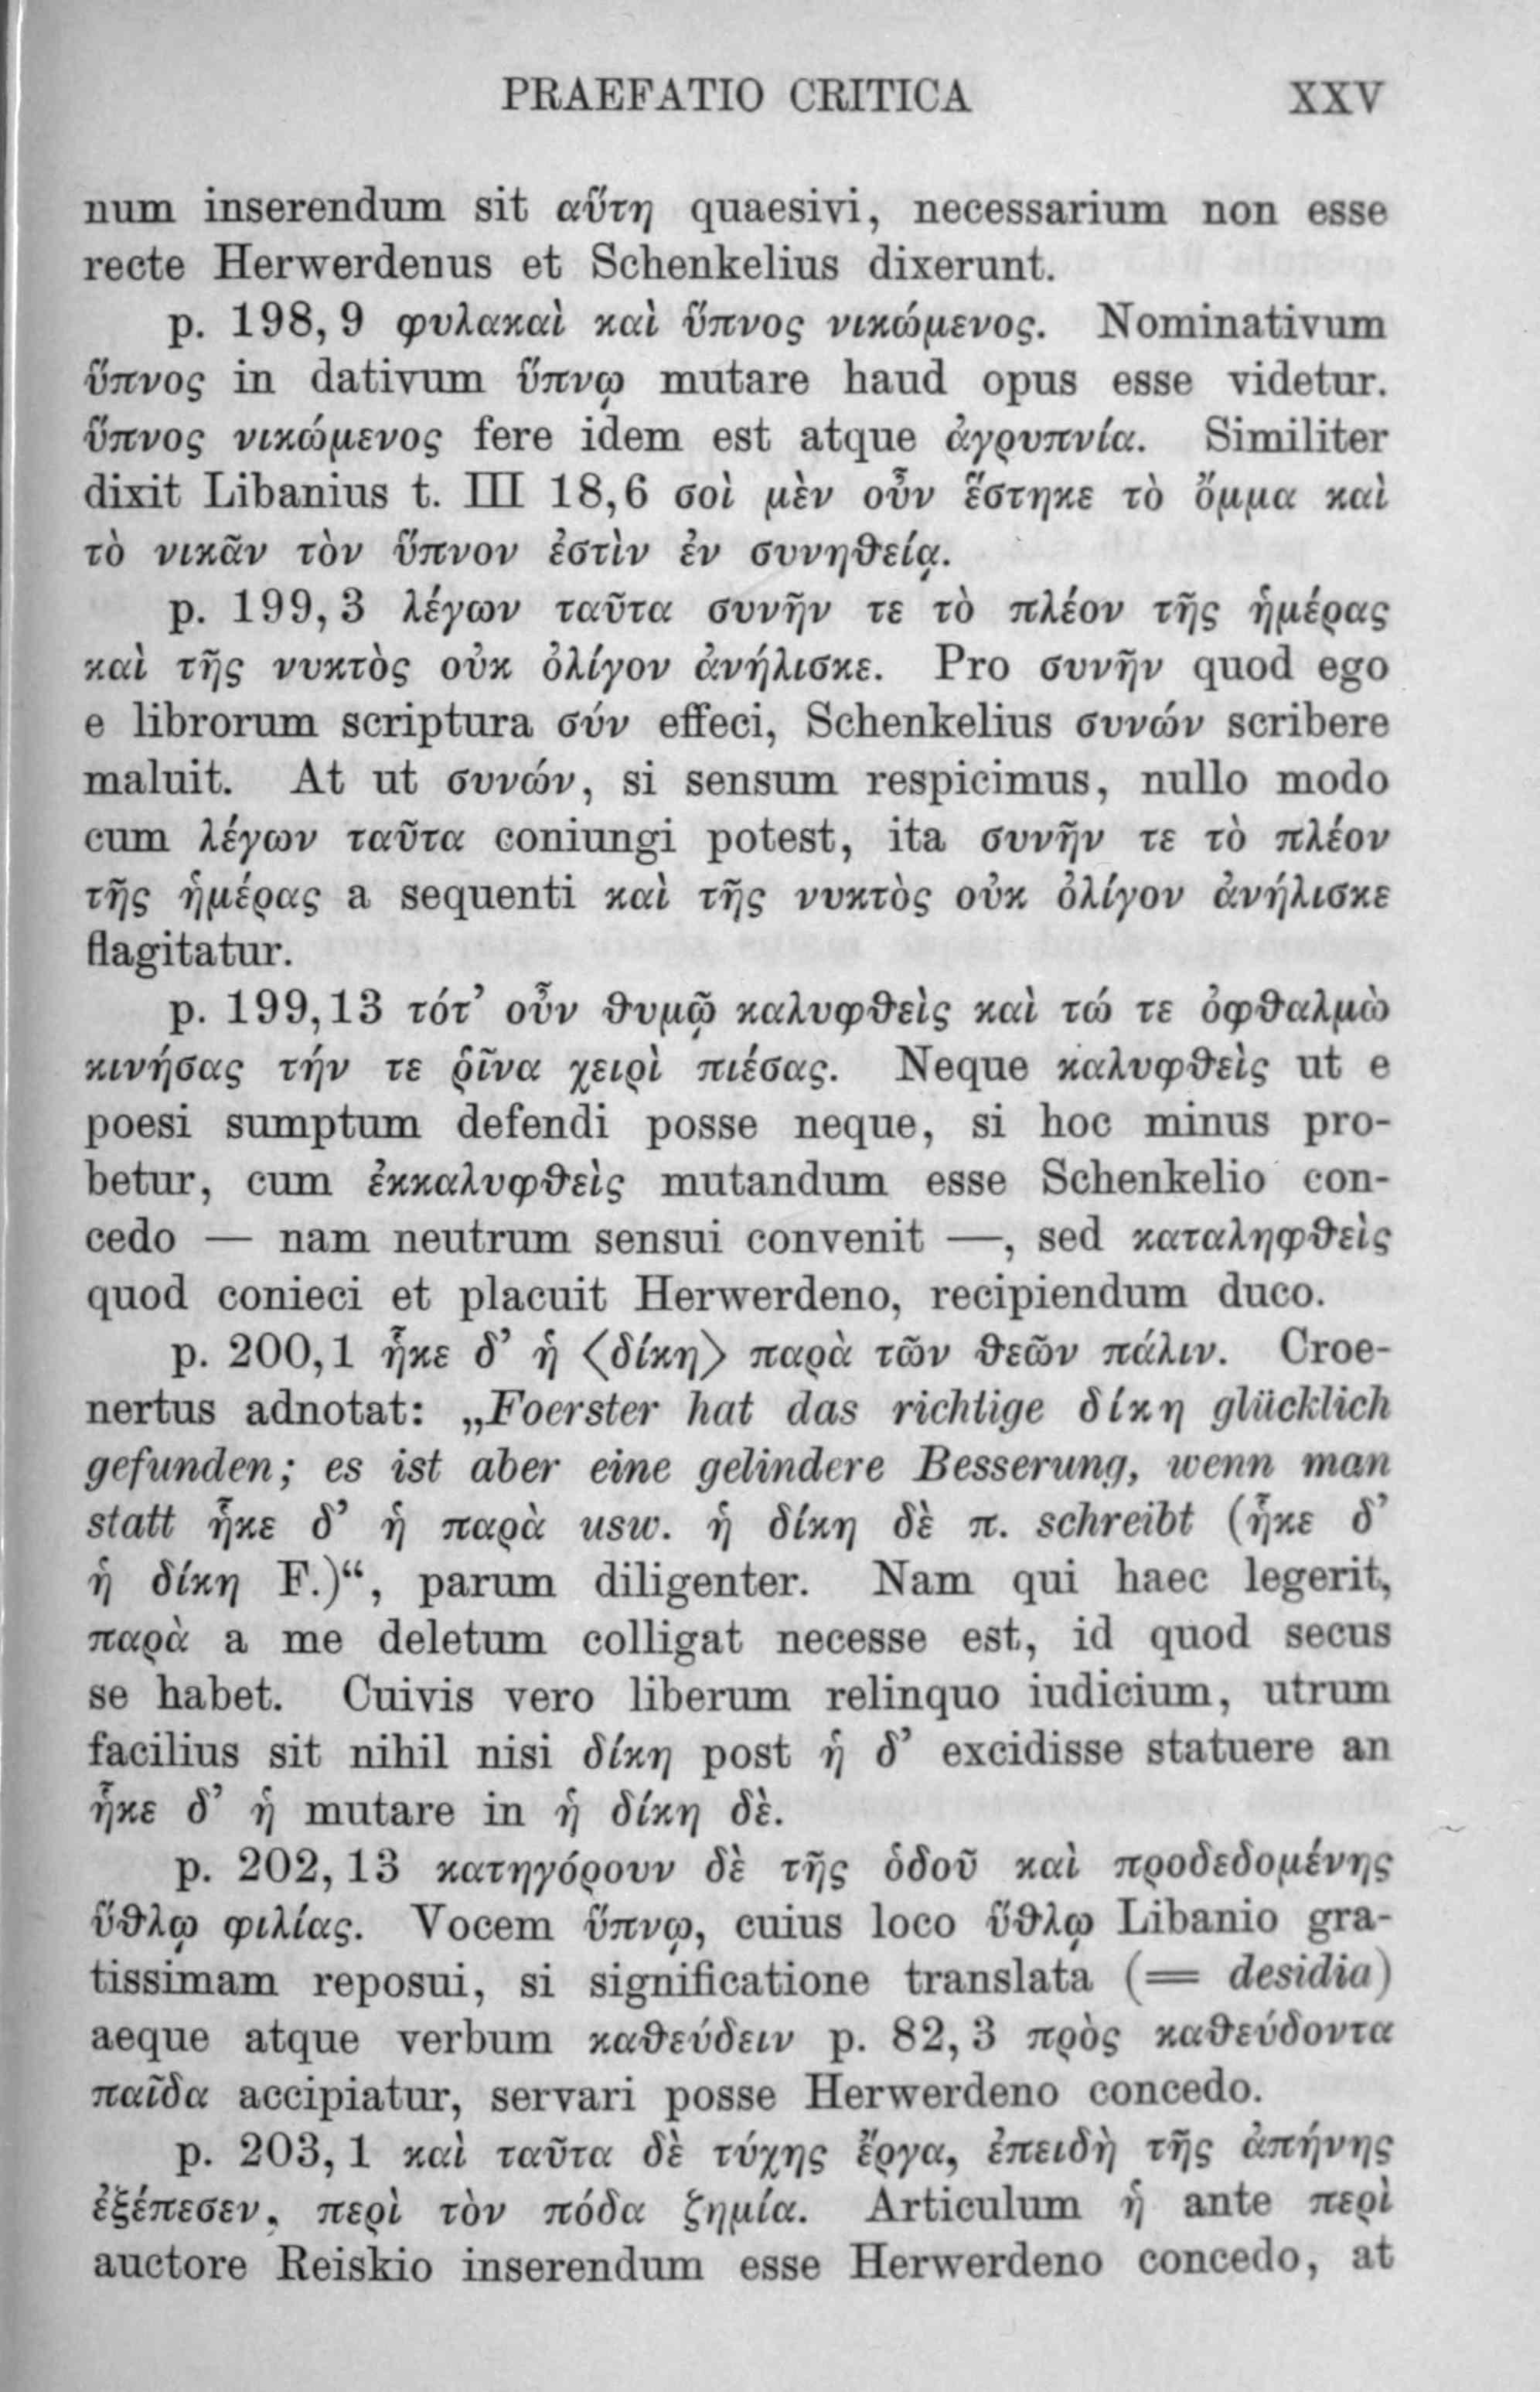 PRAEFATIO CRITICA XXV
num inserendum sit αὕτη quaesivi, necessarium non esse
recte Herwerdenus et Schenkelius dixerunt.
p. 198, 9 φυλακαὶ καὶ ὕπνος νικώμενος. Nominativum
ὕπνος in dativum ὕπνῳ mutare haud opus esse videtur.
ὕπνος νικώμενος fere idem est atque ἀγρυπνία. Similiter
dixit Libanius t. III 18,6 σοὶ μὲν οὖν ἕστηκε τὸ ὄμμα καὶ
τὸ νικᾶν τὸν ὕπνον ἐστὶν ἐν συνηθείᾳ.
p. 199, 3 λέγων ταῦτα συνῆν τε τὸ πλέον τῆς ἡμέρας
καὶ τῆς νυκτὸς οὐκ ὀλίγον ἀνήλισκε. Pro συνῆν quod ego
e librorum scriptura σύν effeci, Schenkelius συνών scribere
maluit. At ut συνών, si sensum respicimus, nullo modo
cum λέγων ταῦτα coniungi potest, ita συνῆν τε τὸ πλέον
τῆς ἡμέρας a sequenti καὶ τῆς νυκτὸς οὐκ ὀλίγον ἀνήλισκε
flagitatur.
p. 199,13 τότ’ οὖν θυμῷ καλυφθεὶς καὶ τώ τε ὀφθαλμὼ
κινήσας τήν τε ῥῖνα χειρὶ πιέσας. Neque καλυφθεὶς ut e
poesi sumptum defendi posse neque, si hoc minus pro-
betur, cum ἐκκαλυφθεὶς mutandum esse Schenkelio con-
cedo — nam neutrum sensui convenit —, sed καταληφθεὶς
quod conieci et placuit Herwerdeno, recipiendum duco.
p. 200,1 ἧκε δ’ ἡ ⟨δίκη⟩ παρὰ τῶν θεῶν πάλιν. Croe-
nertus adnotat: „Foerster hat das richtige δίκη glücklich
gefunden; es ist aber eine gelindere Besserung, wenn man
statt ἧκε δ’ ἡ παρὰ usw. ἡ δίκη δὲ π. schreibt (ἧκε δ’
ἡ δίκη F.)“, parum diligenter. Nam qui haec legerit,
παρὰ a me deletum colligat necesse est, id quod secus
se habet. Cuivis vero liberum relinquo iudicium, utrum
facilius sit nihil nisi δίκη post ἡ δ’ excidisse statuere an
ἧκε δ’ ἡ mutare in ἡ δίκη δὲ.
p. 202, 13 κατηγόρουν δὲ τῆς ὁδοῦ καὶ προδεδομένης
ὕθλῳ φιλίας. Vocem ὕπνῳ, cuius loco ὕθλῳ Libanio gra-
tissimam reposui, si significatione translata (= desidia)
aeque atque verbum καθεύδειν p. 82, 3 πρὸς καθεύδοντα
παῖδα accipiatur, servari posse Herwerdeno concedo.
p. 203, 1 καὶ ταῦτα δὲ τύχης ἔργα, ἐπειδὴ τῆς ἀπήνης
ἐξέπεσεν, περὶ τὸν πόδα ζημία. Articulum ἡ ante περὶ
auctore Reiskio inserendum esse Herwerdeno concedo, at